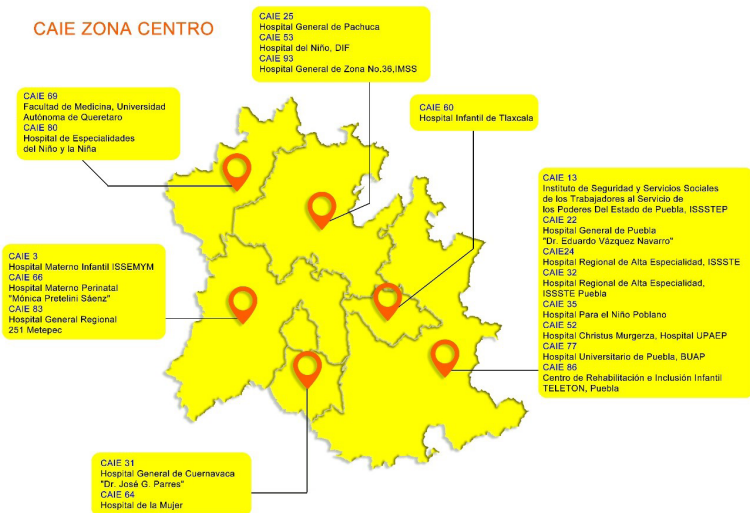 CAIE ZONA CENTRO
CAIE 25
Hospital General de Pachuca
CAIE 53
Hospital del Niño, DIF
CAIE 93
Hospital General de Zona No.36,IMSS
CAIE 69
Facultad de Medicina, Universidad
Autónoma de Queretaro
CAIE 80
Hospital de Especialidades
del Niño y la Niña
CAIE 60
Hospital Infantil de Tlaxcala
CAIE 13
Instituto de Seguridad y Servicios Sociales
de los Trabajadores al Servicio de
los Poderes Del Estado de Puebla, ISSSTEP
CAIE 22
Hospital General de Puebla
"Dr. Eduardo Vázquez Navarro"
CAIE24
Hospital Regional de Alta Especialidad, ISSSTE
CAIE 32
Hospital Regional de Alta Especialidad,
ISSSTE Puebla
CAIE 35
Hospital Para el Niño Poblano
CAIE 52
Hospital Christus Murgerza, Hospital UPAEP
CAIE 77
Hospital Universitario de Puebla, BUAP
CAIE 86
Centro de Rehabilitación e Inclusión Infantil
TELETON, Puebla
CAIE 3
Hospital Materno Infantil ISSEMYM
CAIE 66
Hospital Materno Perinatal
"Mónica Pretelini Sáenz"
CAIE 83
Hospital General Regional
251 Metepec
CAIE 31
Hospital General de Cuernavaca
"Dr. José G. Parres"
CAIE 64
Hospital de la Mujer